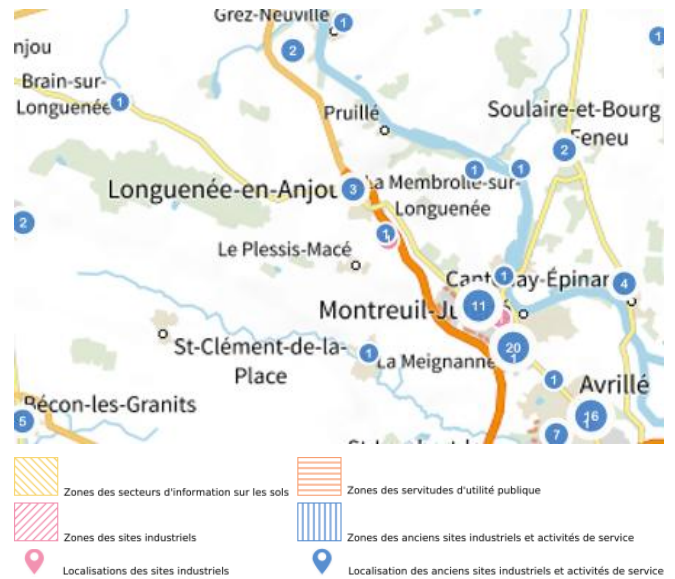 Grez-Neuville
1
1
2
njou
Brain-sur-
Longuenée
1
Pruillé
Soulaire-et-Bourg
Feneu
2
1
1
Longuenée-en-Anjou
3
La Membrolle-sur-
Longuenée
2
1
Le Plessis-Macé
1
4
11
Montreuil-Ju
20
1
St-Clément-de-la-
Place
1
La Meignanne
1
Avrillé
Bécon-les-Granits
5
16
1
7
Zones des secteurs d'information sur les sols
Zones des servitudes d'utilité publique
Zones des sites industriels
Zones des anciens sites industriels et activités de service
Localisations des sites industriels
Localisation des anciens sites industriels et activités de service